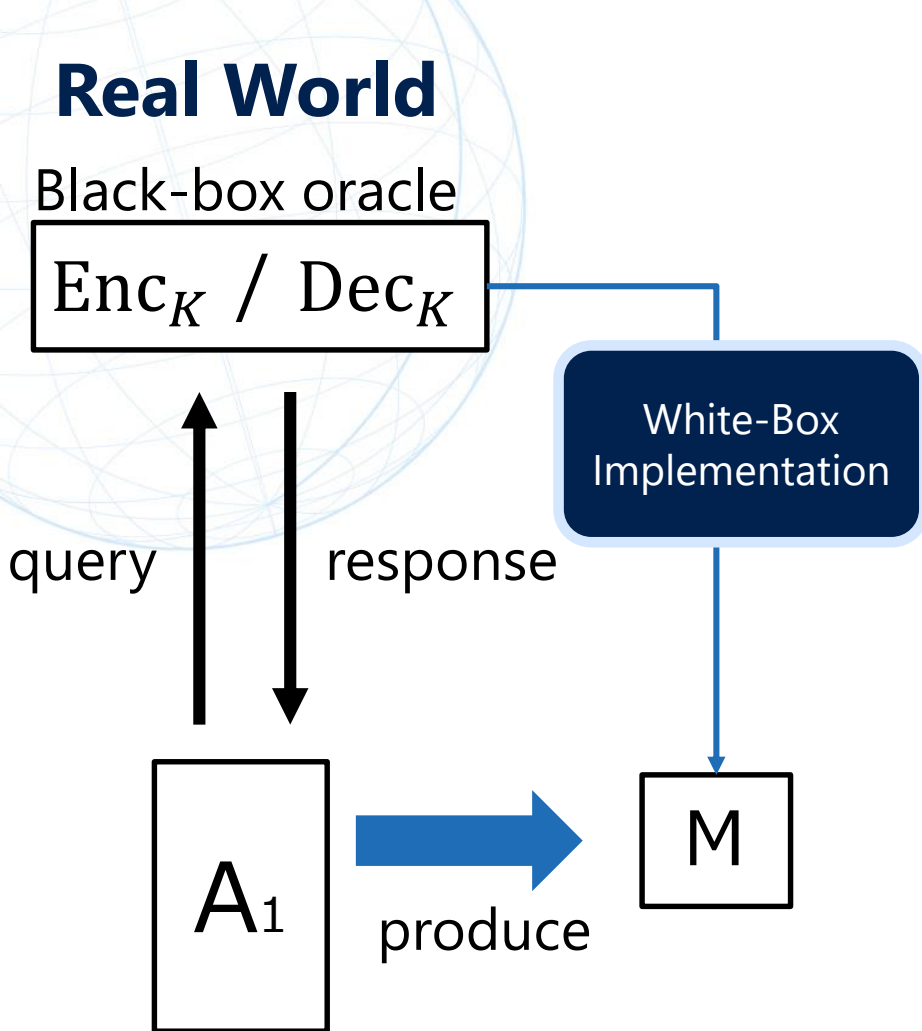 Real World
Black-box oracle
Enc_K / Dec_K
White-Box
Implementation
query
response
A₁
produce
M